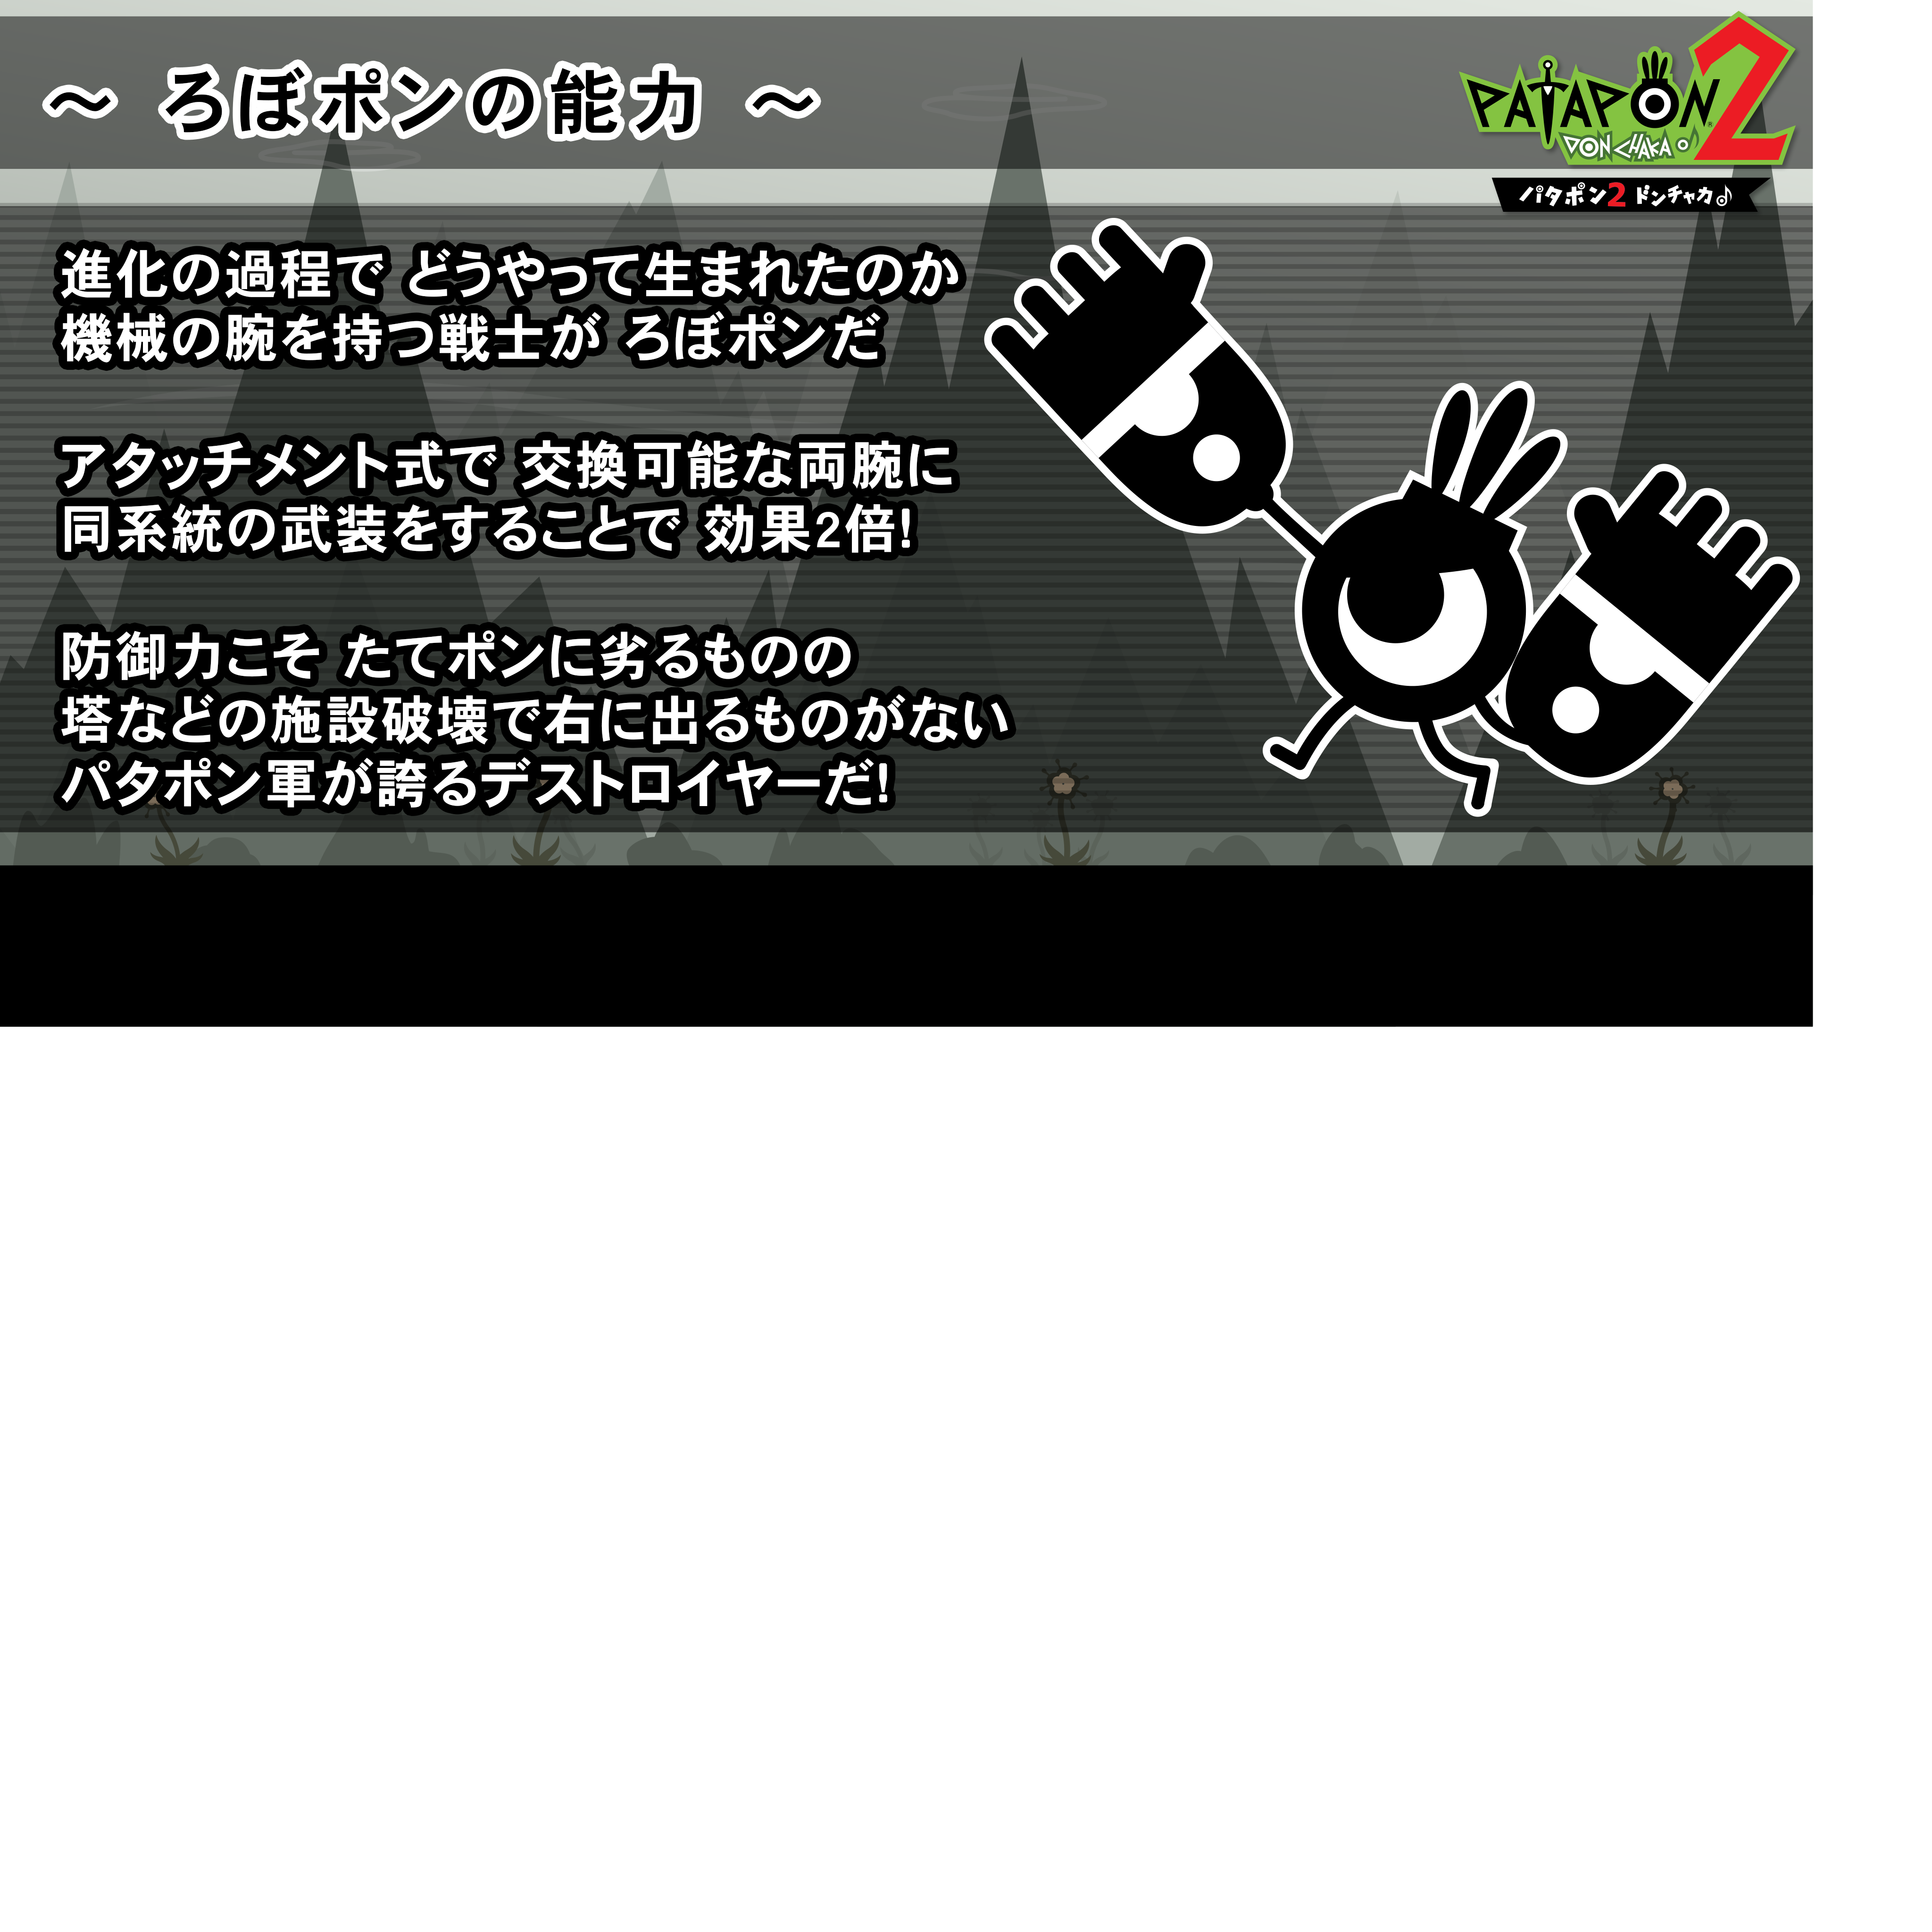 ～ ろぼポンの能力 ～
PATAPON2
DON CHAKA♪
パタポン2 ドンチャカ♪
進化の過程で どうやって生まれたのか
機械の腕を持つ戦士が ろぼポンだ
アタッチメント式で 交換可能な両腕に
同系統の武装をすることで 効果2倍!
防御力こそ たてポンに劣るものの
塔などの施設破壊で右に出るものがない
パタポン軍が誇るデストロイヤーだ!